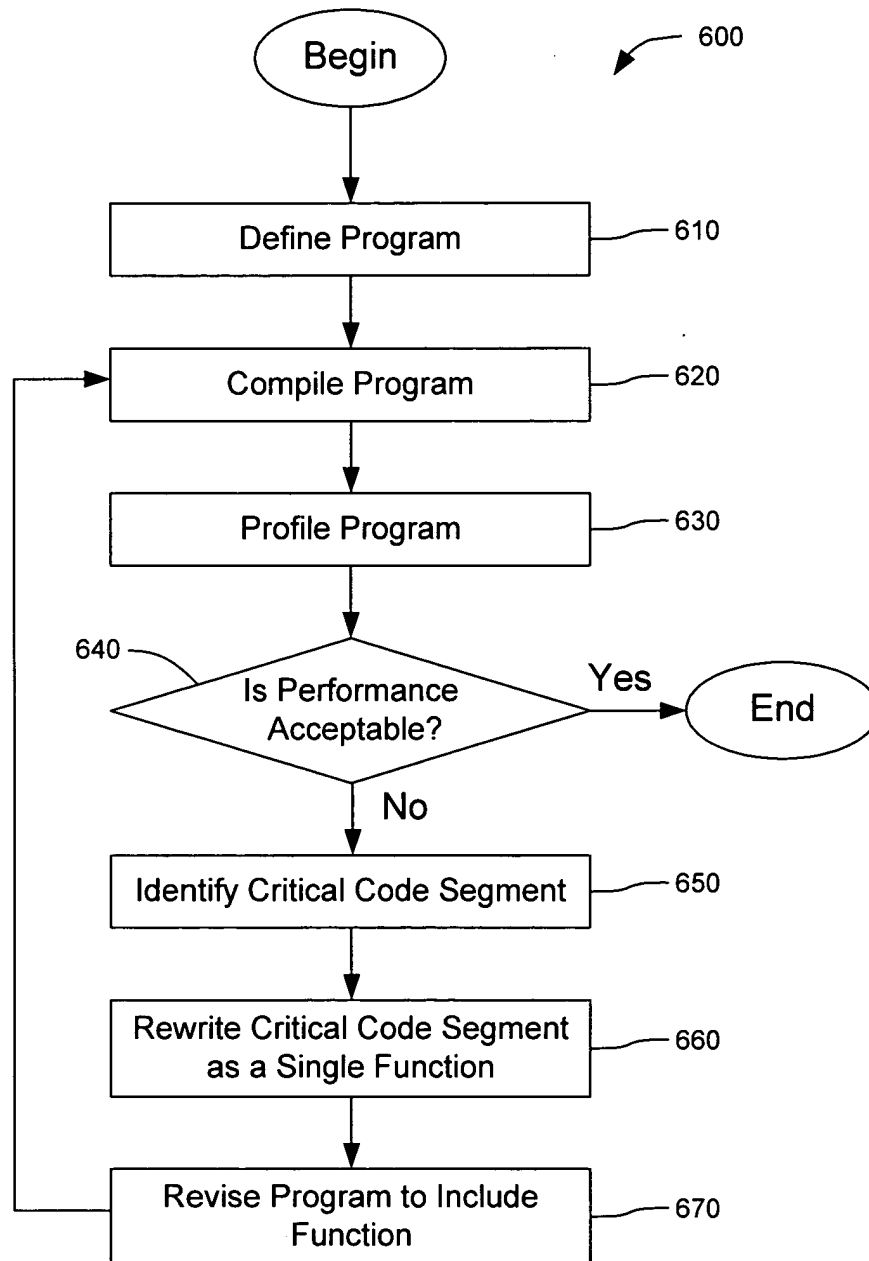 Begin
600
Define Program
610
Compile Program
620
Profile Program
630
640
Is Performance
Acceptable?
Yes
End
No
Identify Critical Code Segment
650
Rewrite Critical Code Segment
as a Single Function
660
Revise Program to Include
Function
670